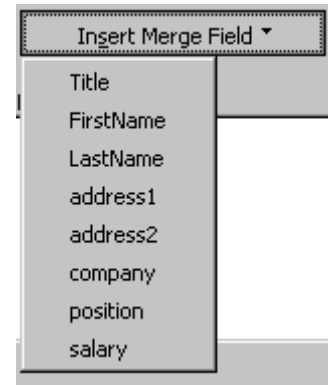 Insert Merge Field
Title
FirstName
LastName
address1
address2
company
position
salary